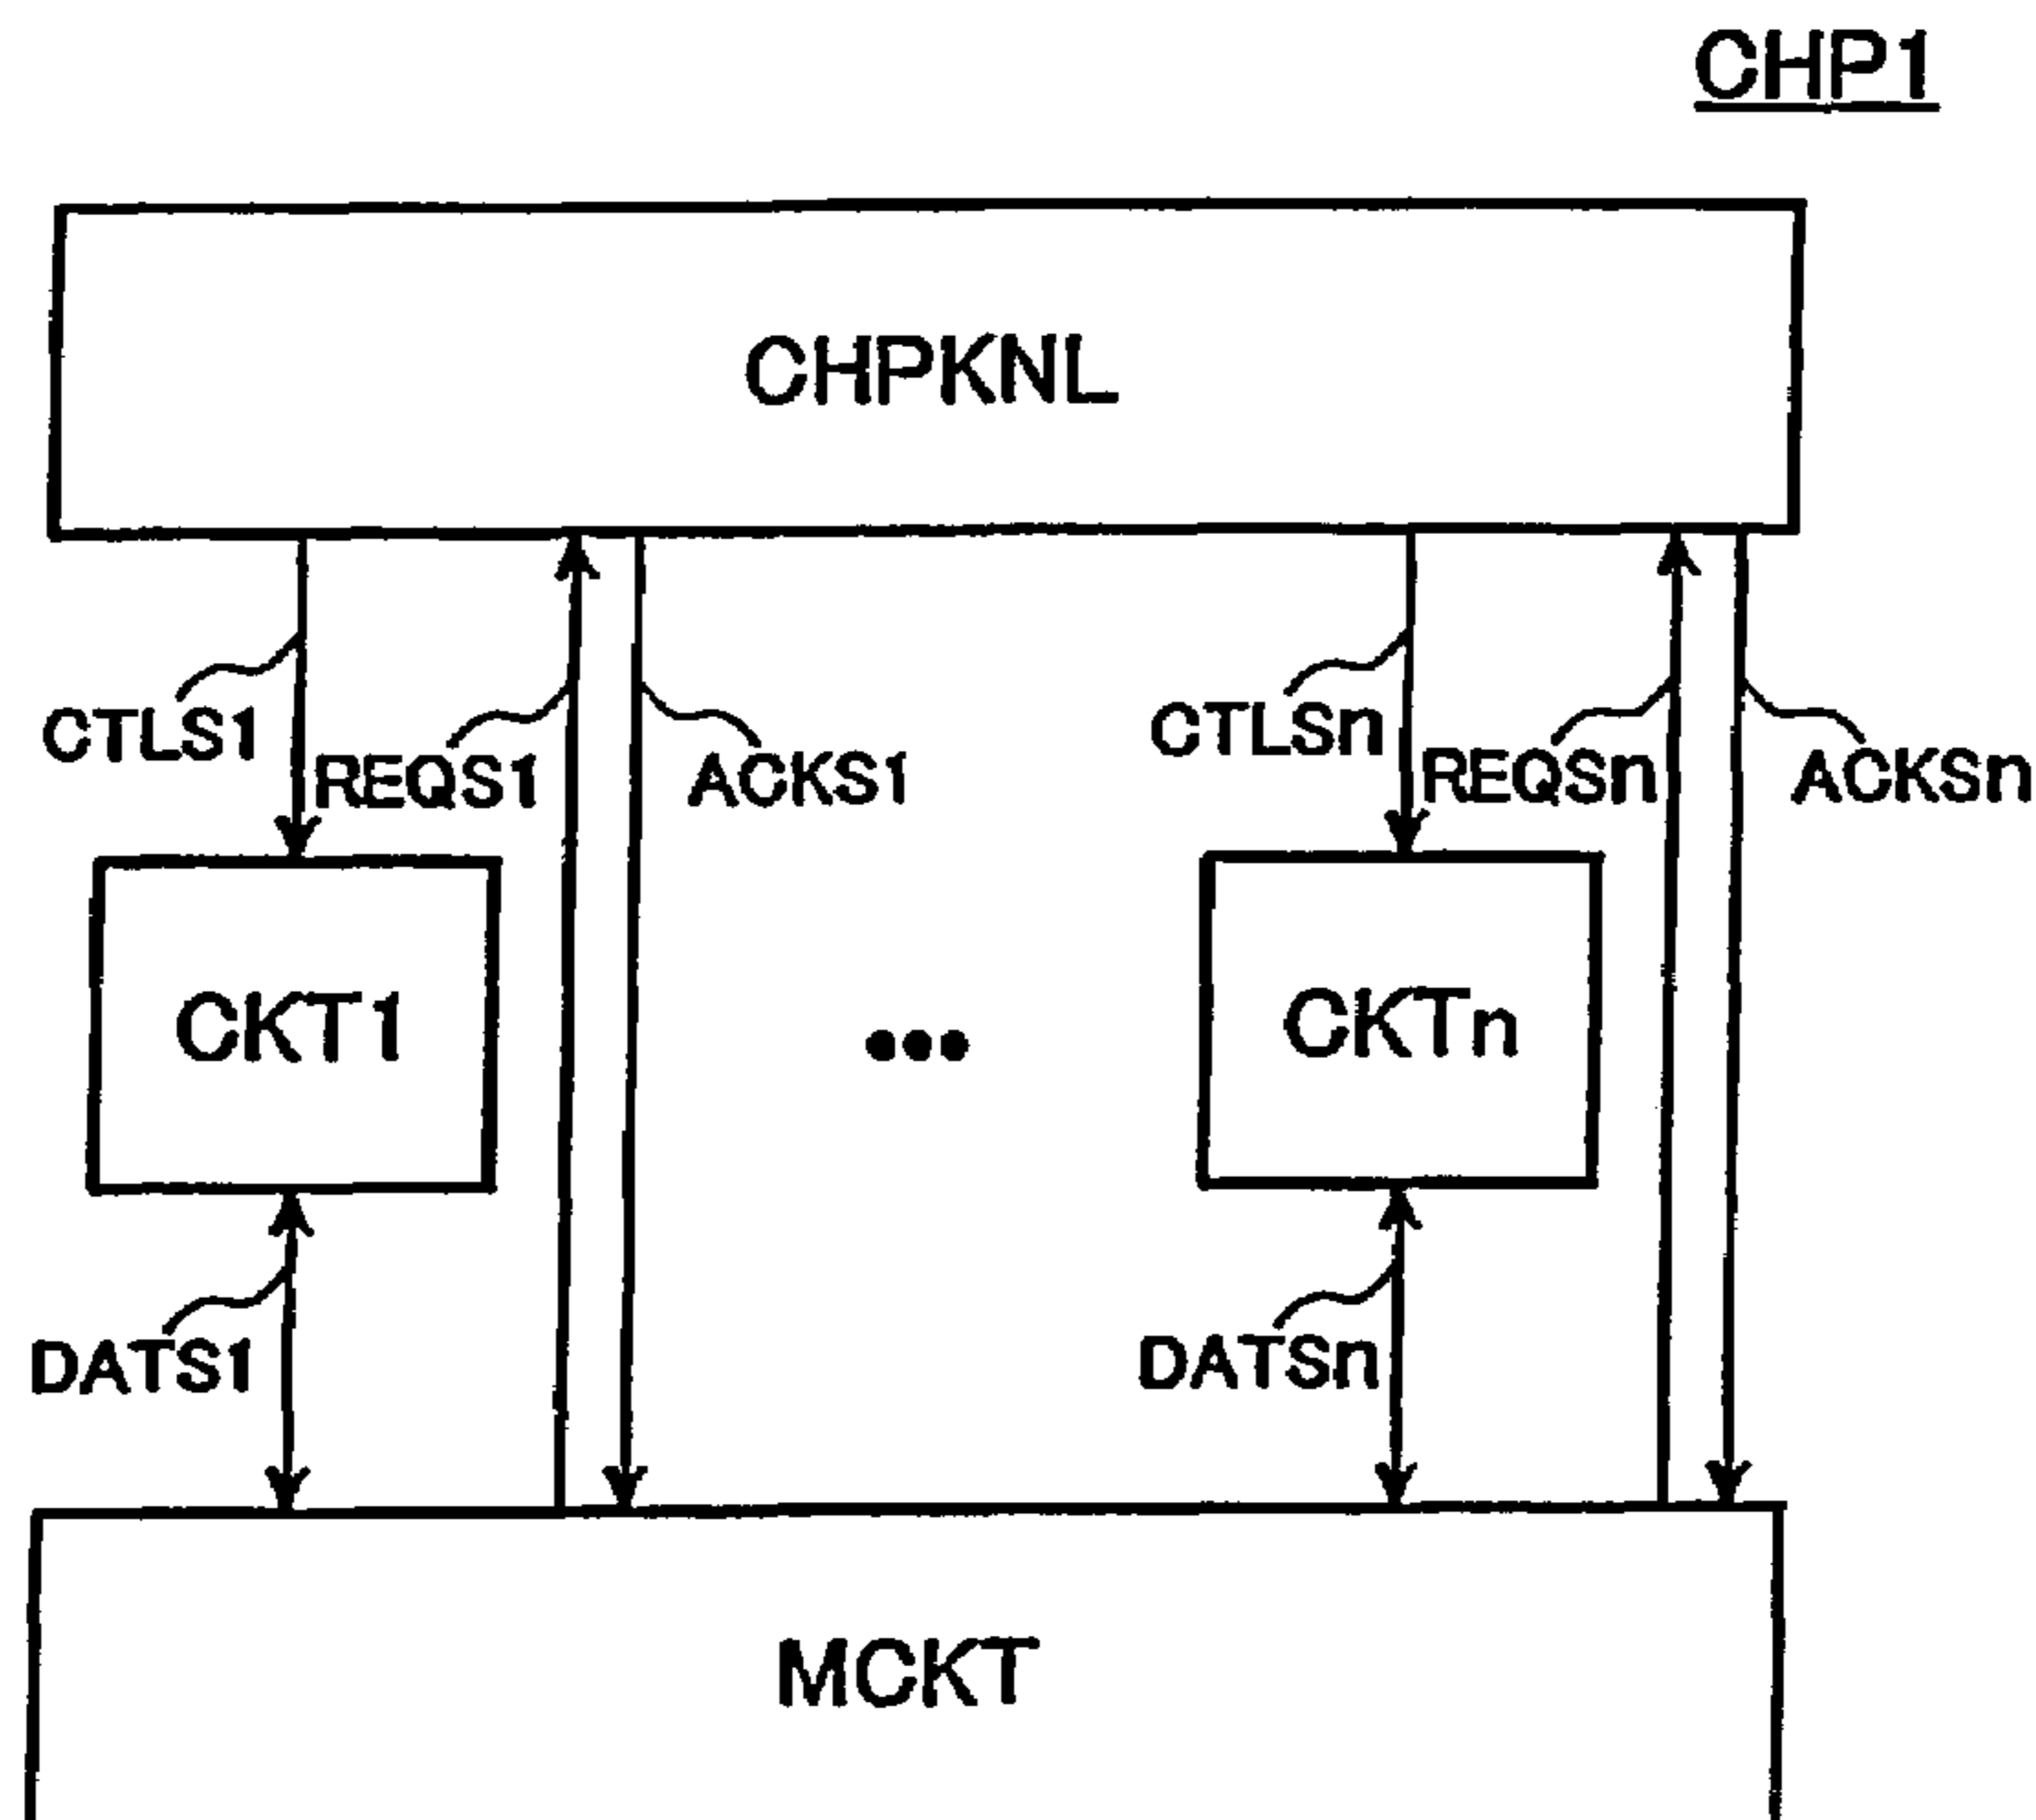 CHP1
CHPKNL
CTLS1
REQS1
ACKS1
CTLSn
REQSn
ACKSn
CKT1
•••
CKTn
DATS1
DATSn
MCKT